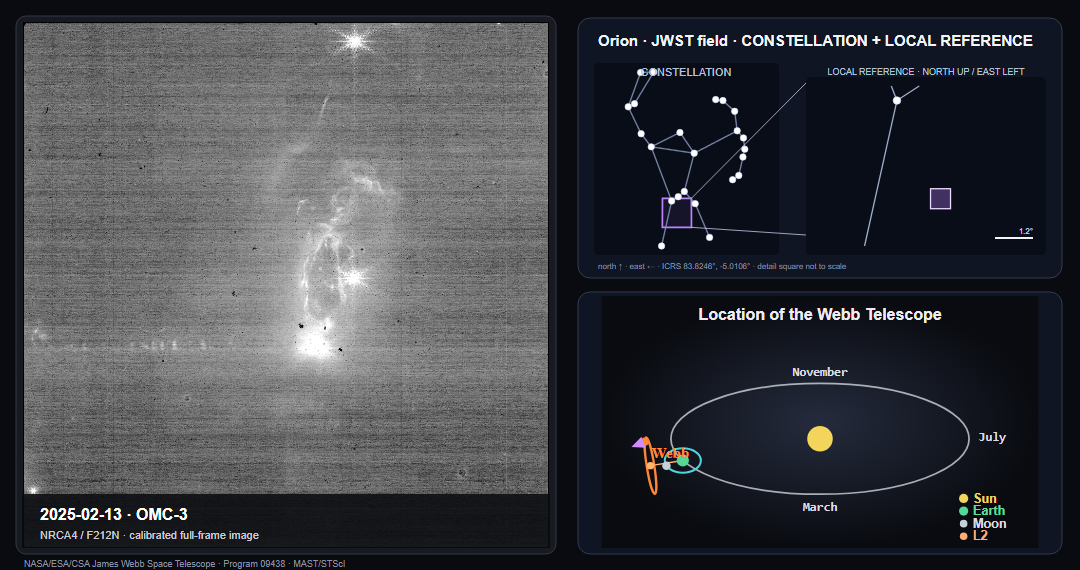 2025-02-13 · OMC-3
NRCA4 / F212N · calibrated full-frame image
NASA/ESA/CSA James Webb Space Telescope · Program 09438 · MAST/STScI
Orion · JWST field · CONSTELLATION + LOCAL REFERENCE
CONSTELLATION
LOCAL REFERENCE · NORTH UP / EAST LEFT
1.2°
north ↑ · east ← · ICRS 83.8246°, -5.0106° · detail square not to scale
Location of the Webb Telescope
November
July
Webb
March
Sun
Earth
Moon
L2